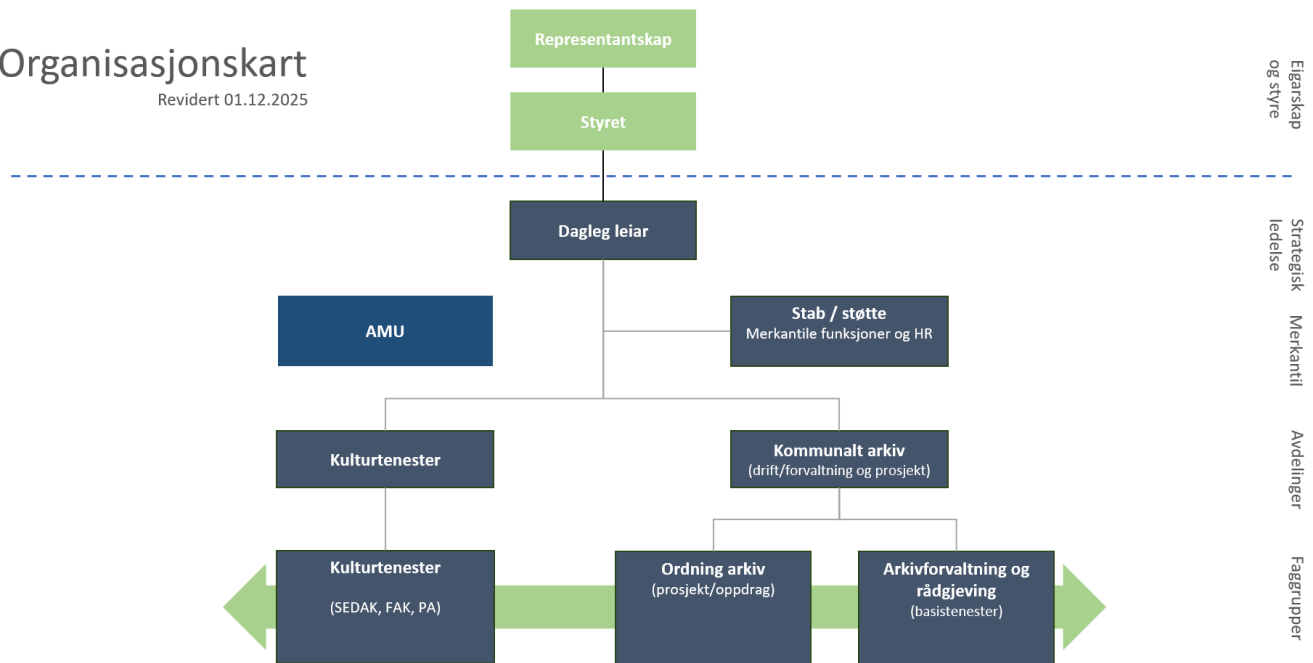 Organisasjonskart
Revidert 01.12.2025
Representantskap
Styret
Eigarskap
og styre
Dagleg leiar
Strategisk
ledelse
AMU
Stab / støtte
Merkantile funksjoner og HR
Merkantil
Kulturtenester
Kommunalt arkiv
(drift/forvaltning og prosjekt)
Avdelinger
Kulturtenester
(SEDAK, FAK, PA)
Ordning arkiv
(prosjekt/oppdrag)
Arkivforvaltning og
rådgjeving
(basistenester)
Faggrupper